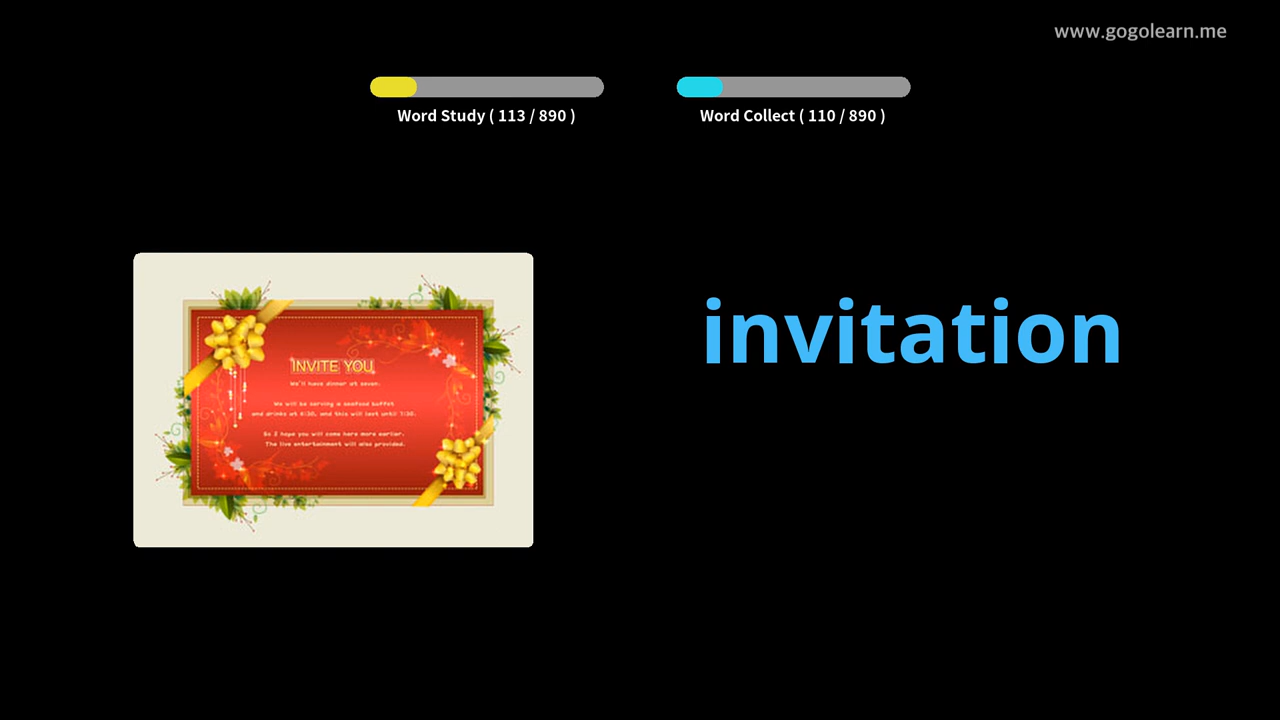 www.gogolearn.me
Word Study ( 113 / 890 )
Word Collect ( 110 / 890 )
invitation
INVITE YOU
We'll have dinner at seven.
We will be serving a seafood buffet
and drinks at 6:30, and this will last until 7:30.
So I hope you will come here more earlier.
The live entertainment will also provided.